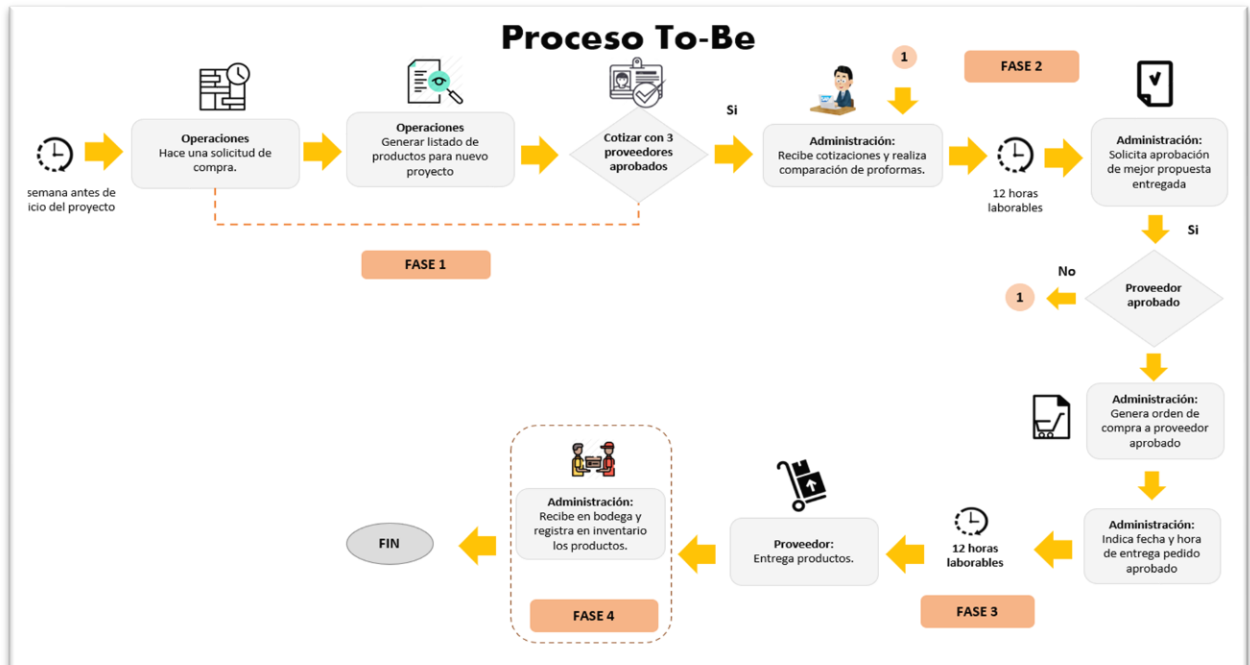 Proceso To-Be
semana antes de
icio del proyecto
Operaciones
Hace una solicitud de
compra.
Operaciones
Generar listado de
productos para nuevo
proyecto
Cotizar con 3
proveedores
aprobados
Si
1
Administración:
Recibe cotizaciones y realiza
comparación de proformas.
FASE 2
12 horas
laborables
Administración:
Solicita aprobación
de mejor propuesta
entregada
FASE 1
Si
No
1
Proveedor
aprobado
Administración:
Genera orden de
compra a proveedor
aprobado
Administración:
Indica fecha y hora
de entrega pedido
aprobado
12 horas
laborables
FASE 3
Proveedor:
Entrega productos.
Administración:
Recibe en bodega y
registra en inventario
los productos.
FASE 4
FIN